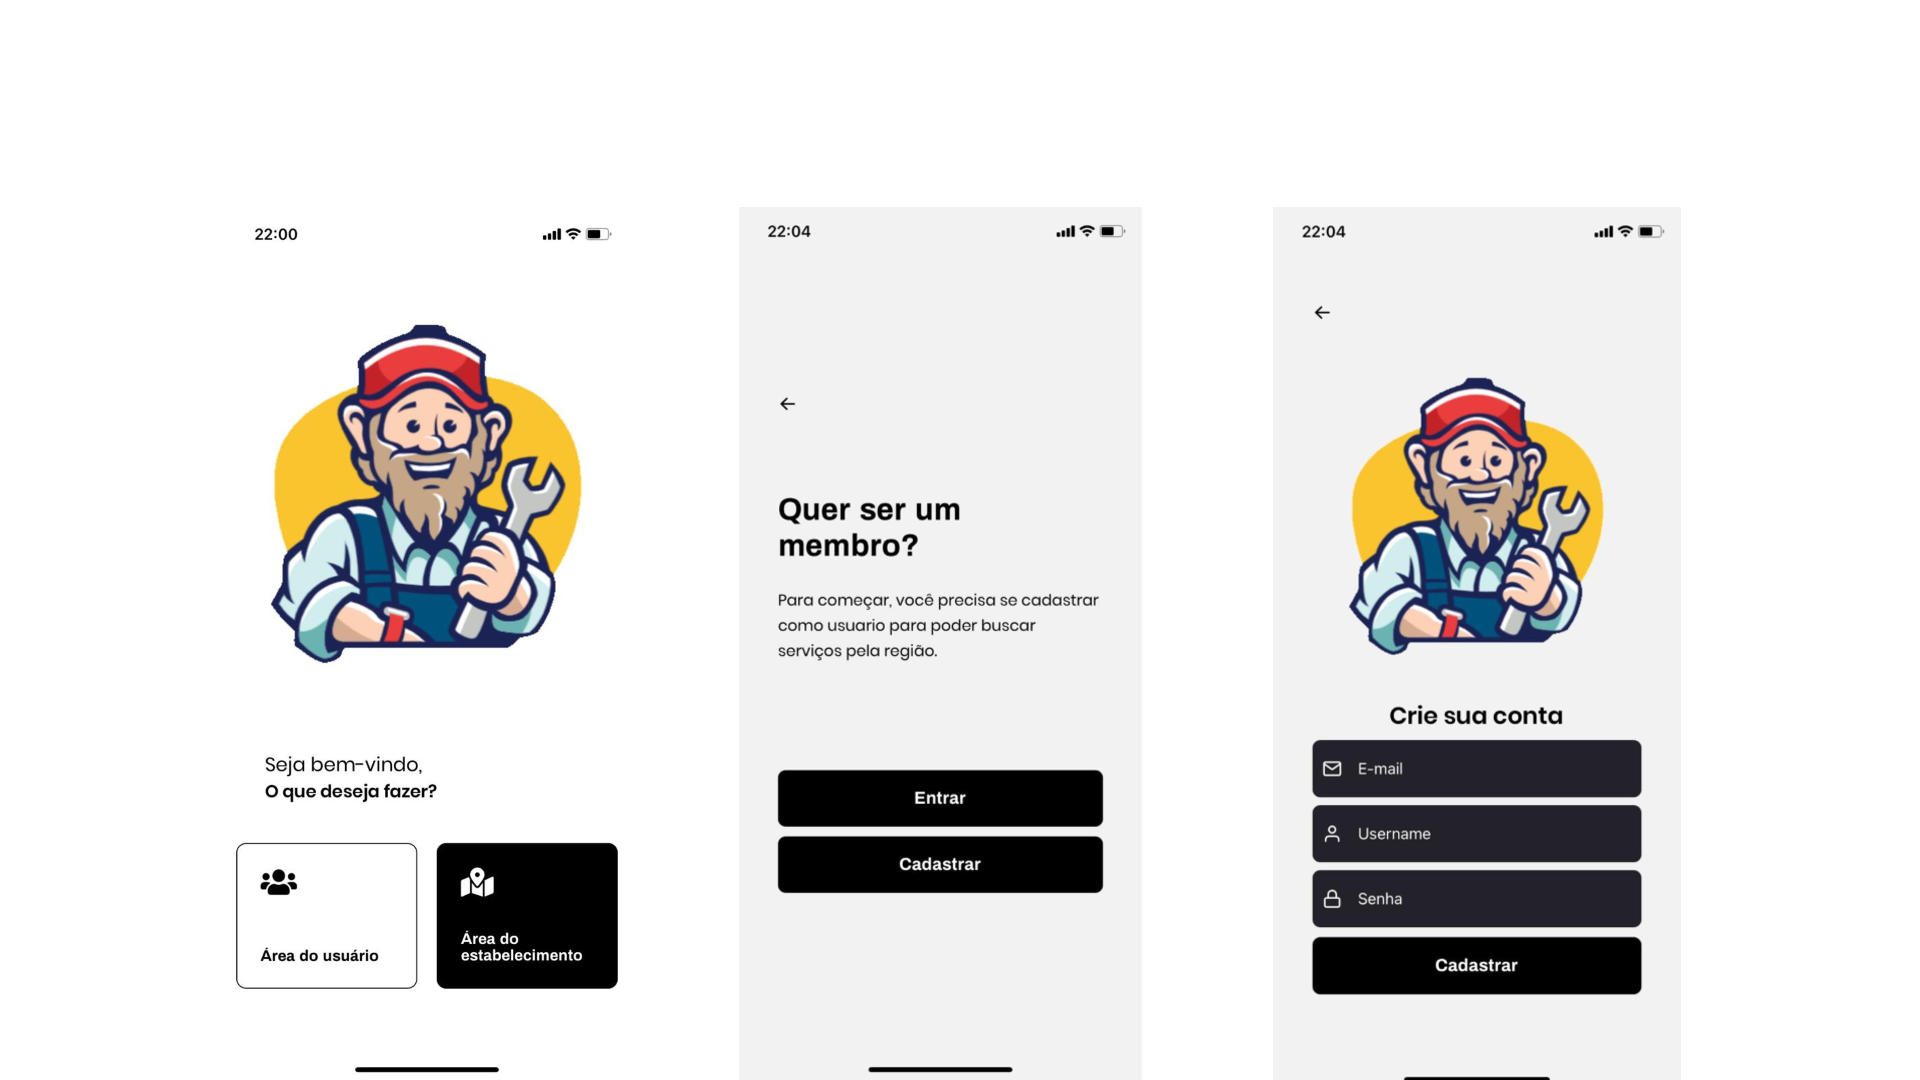 22:00
Seja bem-vindo,
O que deseja fazer?
Área do usuário
Área do
estabelecimento
22:04
Quer ser um
membro?
Para começar, você precisa se cadastrar
como usuario para poder buscar
serviços pela região.
Entrar
Cadastrar
22:04
Crie sua conta
E-mail
Username
Senha
Cadastrar